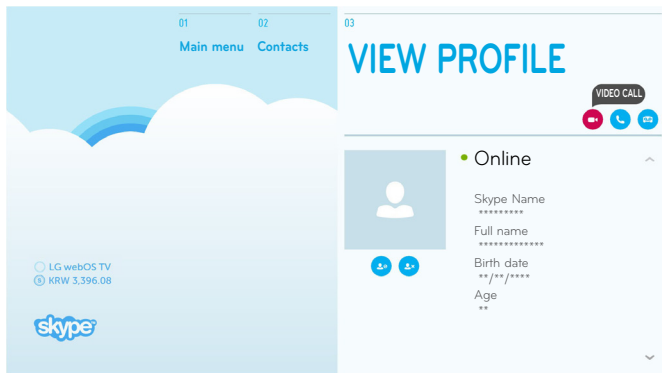 01
Main menu
02
Contacts
LG webOS TV
KRW 3,396.08
skype
03
VIEW PROFILE
VIDEO CALL
Online
Skype Name
*********
Full name
*************
Birth date
**/**/****
Age
**